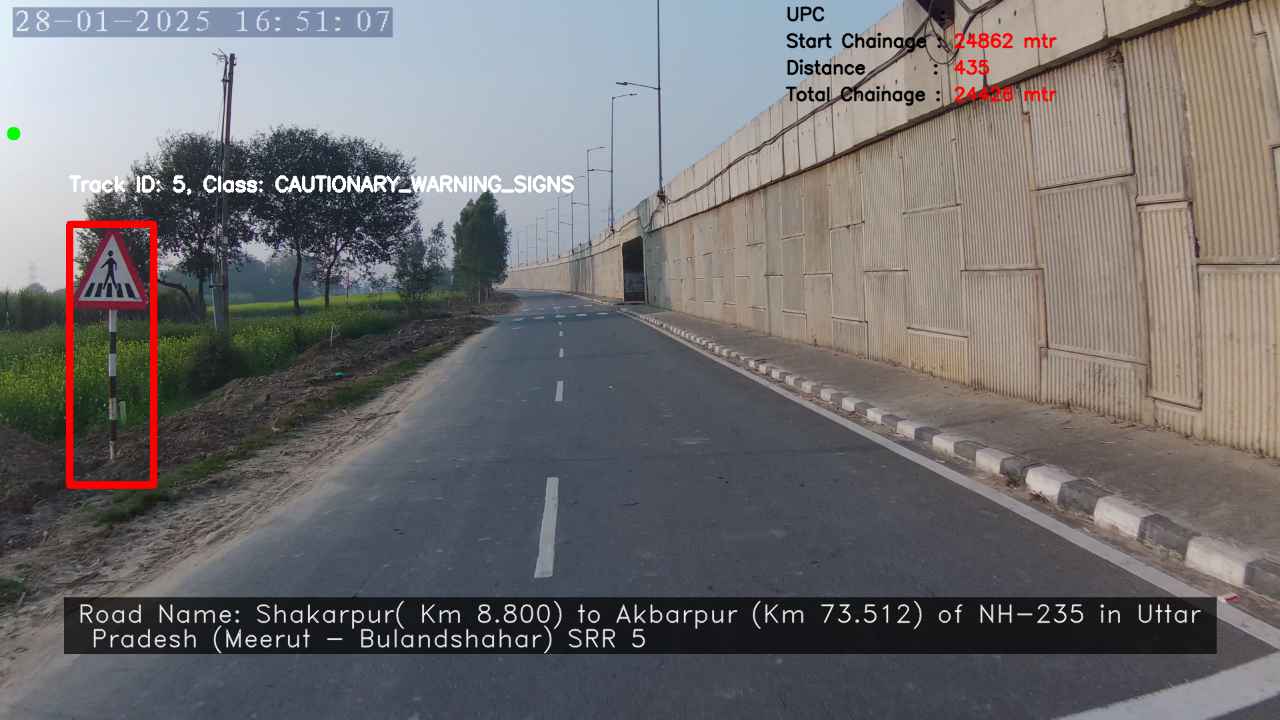 28-01-2025 16:51:07
UPC
Start Chainage : 24862 mtr
Distance : 435
Total Chainage : 24426 mtr
Track ID: 5, Class: CAUTIONARY_WARNING_SIGNS
Road Name: Shakarpur( Km 8.800) to Akbarpur (Km 73.512) of NH-235 in Uttar
Pradesh (Meerut - Bulandshahar) SRR 5